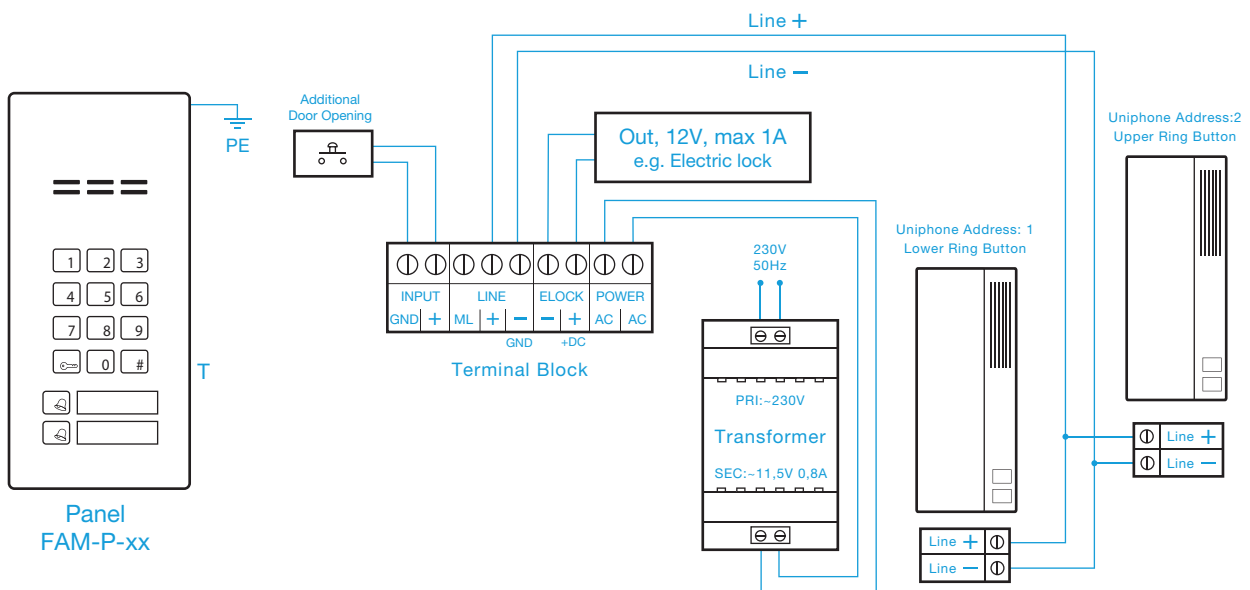 Line +
Line —
Additional
Door Opening
PE
Out, 12V, max 1A
e.g. Electric lock
Uniphone Address:2
Upper Ring Button
Uniphone Address: 1
Lower Ring Button
1 2 3
4 5 6
7 8 9
0 #
T
Panel
FAM-P-xx
INPUT LINE ELOCK POWER
GND + ML + — — + AC AC
GND +DC
Terminal Block
230V
50Hz
PRI:~230V
Transformer
SEC:~11,5V 0,8A
Line +
Line —
Line +
Line —